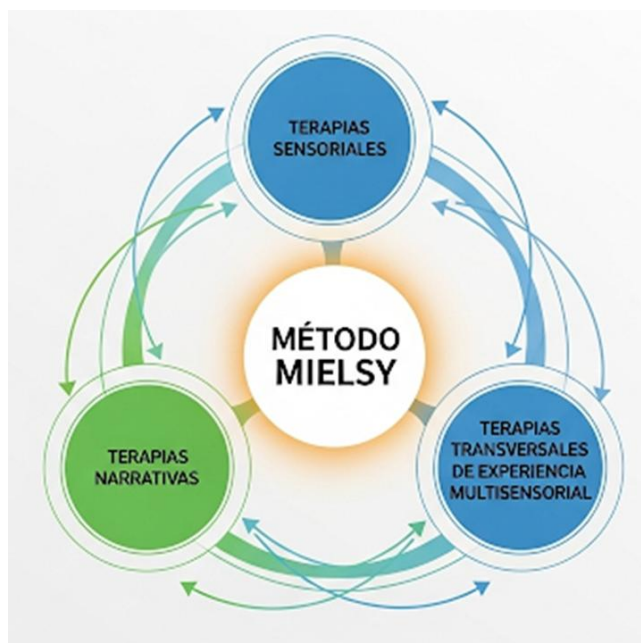 TERAPIAS
SENSORIALES
MÉTODO
MIELSY
TERAPIAS
NARRATIVAS
TERAPIAS
TRANSVERSALES
DE EXPERIENCIA
MULTISENSORIAL